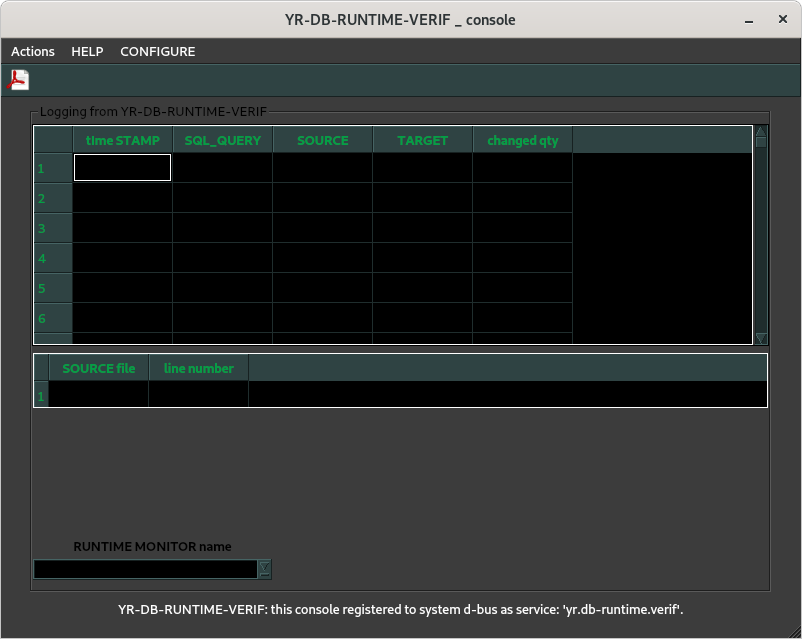 YR-DB-RUNTIME-VERIF _ console
Actions HELP CONFIGURE
Logging from YR-DB-RUNTIME-VERIF
time STAMP SQL_QUERY SOURCE TARGET changed qty
1
2
3
4
5
6
SOURCE file line number
1
RUNTIME MONITOR name
YR-DB-RUNTIME-VERIF: this console registered to system d-bus as service: 'yr.db-runtime.verif'.